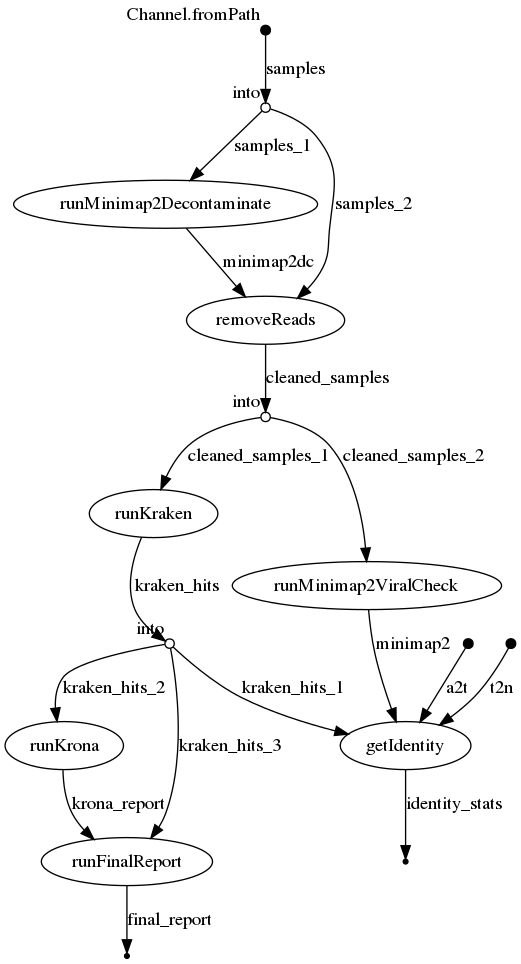 Channel.fromPath
samples
into
samples_1
runMinimap2Decontaminate
samples_2
minimap2dc
removeReads
cleaned_samples
into
cleaned_samples_1
cleaned_samples_2
runKraken
runMinimap2ViralCheck
kraken_hits
into
minimap2
kraken_hits_2
kraken_hits_1
a2t
t2n
runKrona
kraken_hits_3
getIdentity
krona_report
identity_stats
runFinalReport
final_report